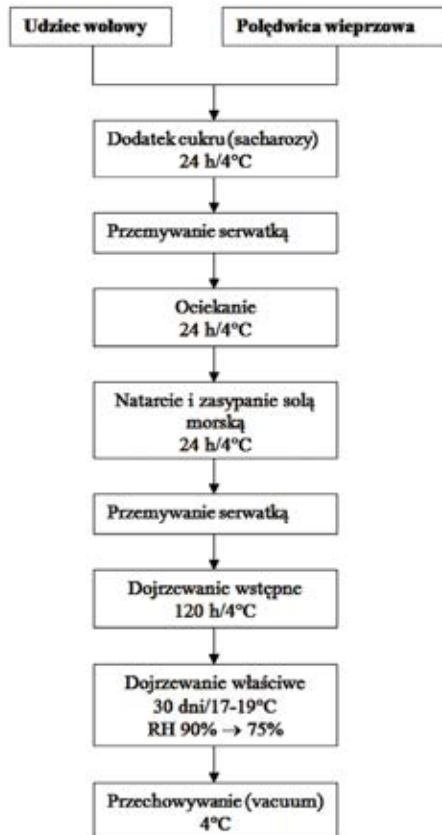 Udziec wołowy
Polędwica wieprzowa
Dodatek cukru (sacharozy)
24 h/4°C
Przemywanie serwatką
Ociekanie
24 h/4°C
Natarcie i zasypanie solą
morską
24 h/4°C
Przemywanie serwatką
Dojrzewanie wstępne
120 h/4°C
Dojrzewanie właściwe
30 dni/17-19°C
RH 90% → 75%
Przechowywanie (vacuum)
4°C